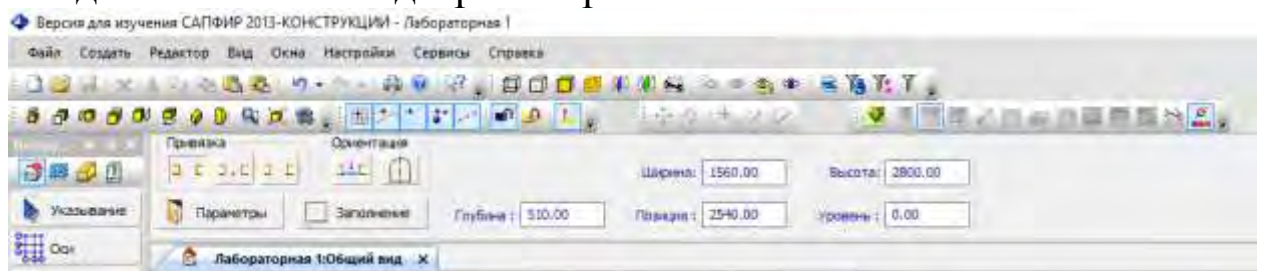 Версия для изучения САПФИР 2013-КОНСТРУКЦИИ - Лабораторная 1
Файл Создать Редактор Вид Окна Настройки Сервисы Справка
Привязка Ориентация
Ширина: 1560.00 Высота: 2800.00
Указывание Параметры Заполнение Глубина : 510.00 Позиция : 2540.00 Уровень : 0.00
Оси Лабораторная 1:Общий вид x